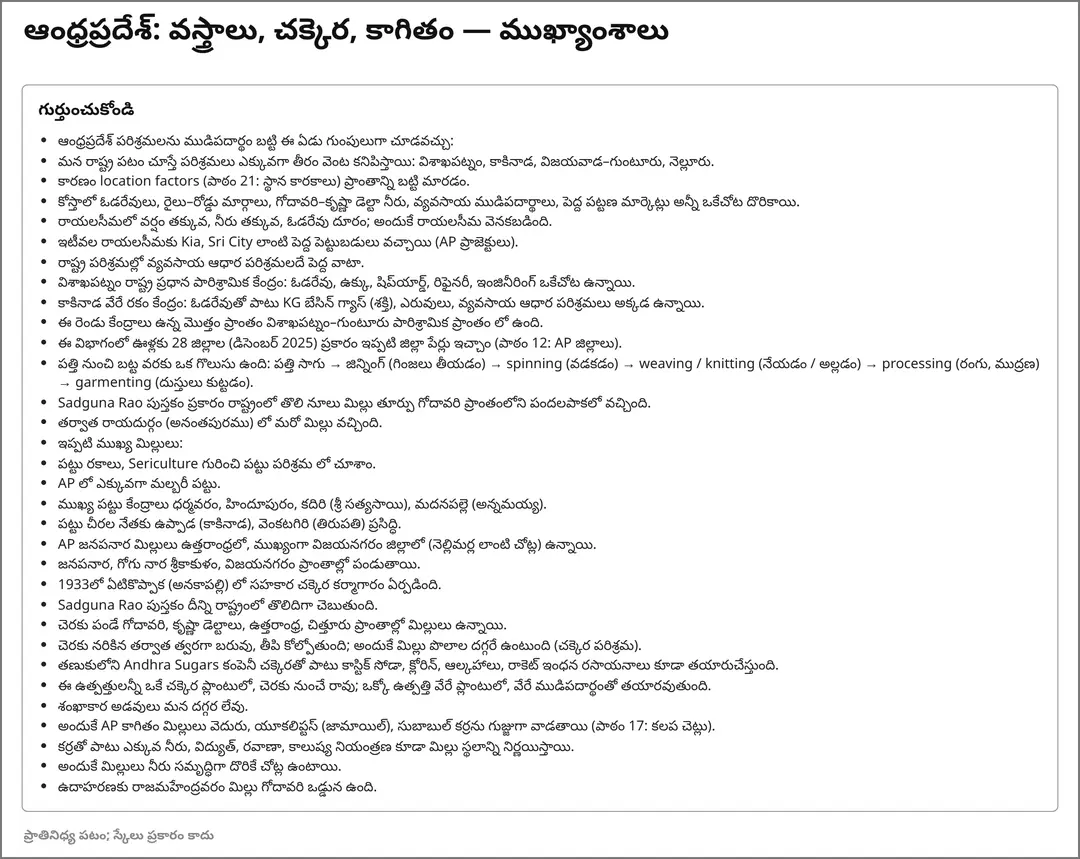 ఆంధ్రప్రదేశ్: వస్త్రాలు, చక్కెర, కాగితం — ముఖ్యాంశాలు
గుర్తుంచుకోండి
• ఆంధ్రప్రదేశ్ పరిశ్రమలను ముడిపదార్థం బట్టి ఈ ఏడు గుంపులుగా చూడవచ్చు:
• మన రాష్ట్ర పటం చూస్తే పరిశ్రమలు ఎక్కువగా తీరం వెంట కనిపిస్తాయి: విశాఖపట్నం, కాకినాడ, విజయవాడ–గుంటూరు, నెల్లూరు.
• కారణం location factors (పాఠం 21: స్థాన కారకాలు) ప్రాంతాన్ని బట్టి మారడం.
• కోస్తాలో ఓడరేవులు, రైలు–రోడ్డు మార్గాలు, గోదావరి–కృష్ణా డెల్టా నీరు, వ్యవసాయ ముడిపదార్థాలు, పెద్ద పట్టణ మార్కెట్లు అన్నీ ఒకేచోట దొరికాయి.
• రాయలసీమలో వర్షం తక్కువ, నీరు తక్కువ, ఓడరేవు దూరం; అందుకే రాయలసీమ వెనకబడింది.
• ఇటీవల రాయలసీమకు Kia, Sri City లాంటి పెద్ద పెట్టుబడులు వచ్చాయి (AP ప్రాజెక్టులు).
• రాష్ట్ర పరిశ్రమల్లో వ్యవసాయ ఆధార పరిశ్రమలదే పెద్ద వాటా.
• విశాఖపట్నం రాష్ట్ర ప్రధాన పారిశ్రామిక కేంద్రం: ఓడరేవు, ఉక్కు, షిప్‌యార్డ్, రిఫైనరీ, ఇంజినీరింగ్ ఒకేచోట ఉన్నాయి.
• కాకినాడ వేరే రకం కేంద్రం: ఓడరేవుతో పాటు KG బేసిన్ గ్యాస్ (శక్తి), ఎరువులు, వ్యవసాయ ఆధార పరిశ్రమలు అక్కడ ఉన్నాయి.
• ఈ రెండు కేంద్రాలు ఉన్న మొత్తం ప్రాంతం విశాఖపట్నం–గుంటూరు పారిశ్రామిక ప్రాంతం లో ఉంది.
• ఈ విభాగంలో ఊళ్లకు 28 జిల్లాల (డిసెంబర్ 2025) ప్రకారం ఇప్పటి జిల్లా పేర్లు ఇచ్చాం (పాఠం 12: AP జిల్లాలు).
• పత్తి నుంచి బట్ట వరకు ఒక గొలుసు ఉంది: పత్తి సాగు → జిన్నింగ్ (గింజలు తీయడం) → spinning (వడకడం) → weaving / knitting (నేయడం / అల్లడం) → processing (రంగు, ముద్రణ)
→ garmenting (దుస్తులు కుట్టడం).
• Sadguna Rao పుస్తకం ప్రకారం రాష్ట్రంలో తొలి నూలు మిల్లు తూర్పు గోదావరి ప్రాంతంలోని పందలపాకలో వచ్చింది.
• తర్వాత రాయదుర్గం (అనంతపురము) లో మరో మిల్లు వచ్చింది.
• ఇప్పటి ముఖ్య మిల్లులు:
• పట్టు రకాలు, Sericulture గురించి పట్టు పరిశ్రమ లో చూశాం.
• AP లో ఎక్కువగా మల్బరీ పట్టు.
• ముఖ్య పట్టు కేంద్రాలు ధర్మవరం, హిందూపురం, కదిరి (శ్రీ సత్యసాయి), మదనపల్లె (అన్నమయ్య).
• పట్టు చీరల నేతకు ఉప్పాడ (కాకినాడ), వెంకటగిరి (తిరుపతి) ప్రసిద్ధి.
• AP జనపనార మిల్లులు ఉత్తరాంధ్రలో, ముఖ్యంగా విజయనగరం జిల్లాలో (నెల్లిమర్ల లాంటి చోట్ల) ఉన్నాయి.
• జనపనార, గోగు నార శ్రీకాకుళం, విజయనగరం ప్రాంతాల్లో పండుతాయి.
• 1933లో ఏటికొప్పాక (అనకాపల్లి) లో సహకార చక్కెర కర్మాగారం ఏర్పడింది.
• Sadguna Rao పుస్తకం దీన్ని రాష్ట్రంలో తొలిదిగా చెబుతుంది.
• చెరకు పండే గోదావరి, కృష్ణా డెల్టాలు, ఉత్తరాంధ్ర, చిత్తూరు ప్రాంతాల్లో మిల్లులు ఉన్నాయి.
• చెరకు నరికిన తర్వాత త్వరగా బరువు, తీపి కోల్పోతుంది; అందుకే మిల్లు పొలాల దగ్గరే ఉంటుంది (చక్కెర పరిశ్రమ).
• తణుకులోని Andhra Sugars కంపెనీ చక్కెరతో పాటు కాస్టిక్ సోడా, క్లోరిన్, ఆల్కహాలు, రాకెట్ ఇంధన రసాయనాలు కూడా తయారుచేస్తుంది.
• ఈ ఉత్పత్తులన్నీ ఒకే చక్కెర ప్లాంటులో, చెరకు నుంచే రావు; ఒక్కో ఉత్పత్తి వేరే ప్లాంటులో, వేరే ముడిపదార్థంతో తయారవుతుంది.
• శంఖాకార అడవులు మన దగ్గర లేవు.
• అందుకే AP కాగితం మిల్లులు వెదురు, యూకలిప్టస్ (జామాయిల్), సుబాబుల్ కర్రను గుజ్జుగా వాడతాయి (పాఠం 17: కలప చెట్లు).
• కర్రతో పాటు ఎక్కువ నీరు, విద్యుత్, రవాణా, కాలుష్య నియంత్రణ కూడా మిల్లు స్థలాన్ని నిర్ణయిస్తాయి.
• అందుకే మిల్లులు నీరు సమృద్ధిగా దొరికే చోట్ల ఉంటాయి.
• ఉదాహరణకు రాజమహేంద్రవరం మిల్లు గోదావరి ఒడ్డున ఉంది.
ప్రాతినిధ్య పటం; స్కేలు ప్రకారం కాదు